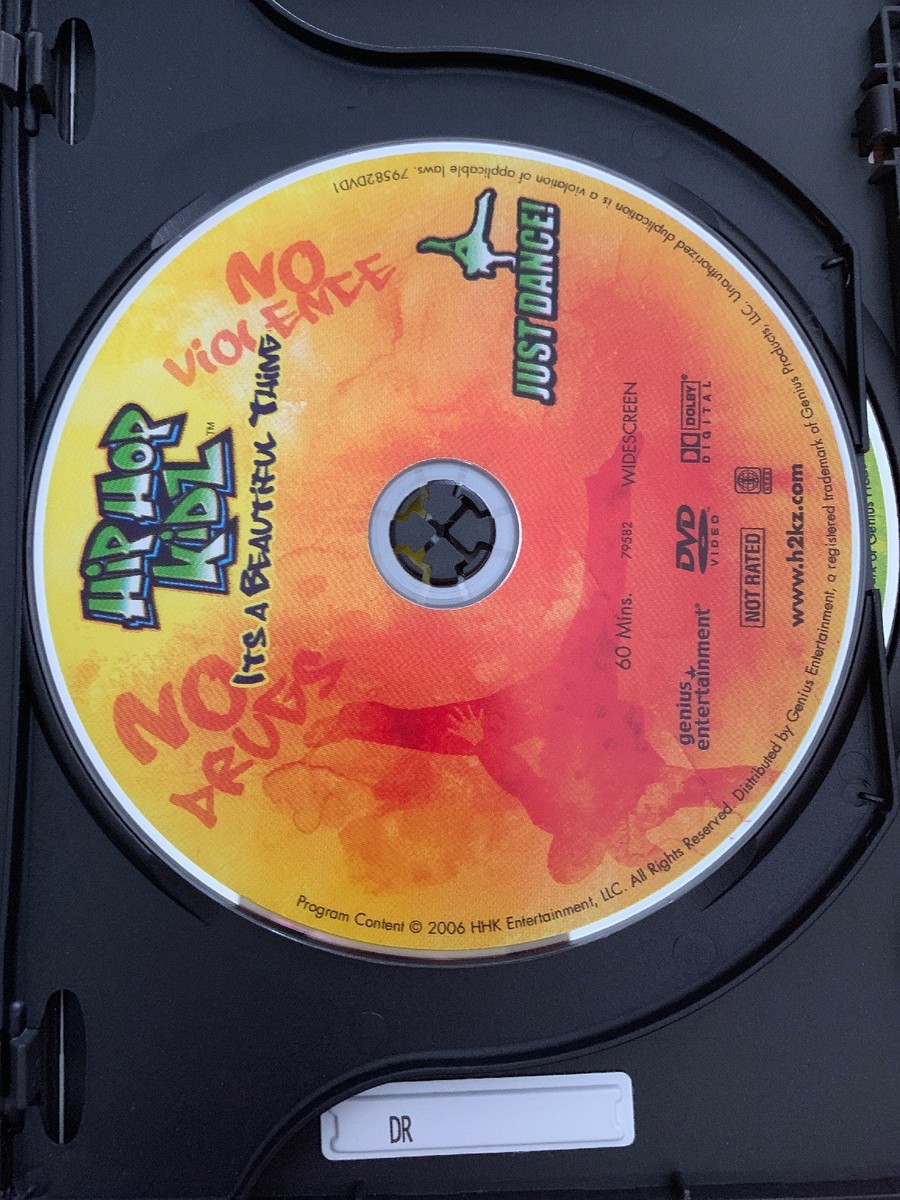 HIP HOP
KIDZ™
ITS A BEAUTIFUL THING
NO
DRUGS
NO
VIOLENCE
JUST DANCE!
60 Mins.
79582
WIDESCREEN
genius
entertainment®
DVD
VIDEO
DOLBY®
DIGITAL
NOT RATED
www.h2kz.com
Program Content © 2006 HHK Entertainment, LLC. All Rights Reserved. Distributed by Genius Entertainment, a registered trademark of Genius Products, LLC. Unauthorized duplication is a violation of applicable laws. 79582DVD1
DR